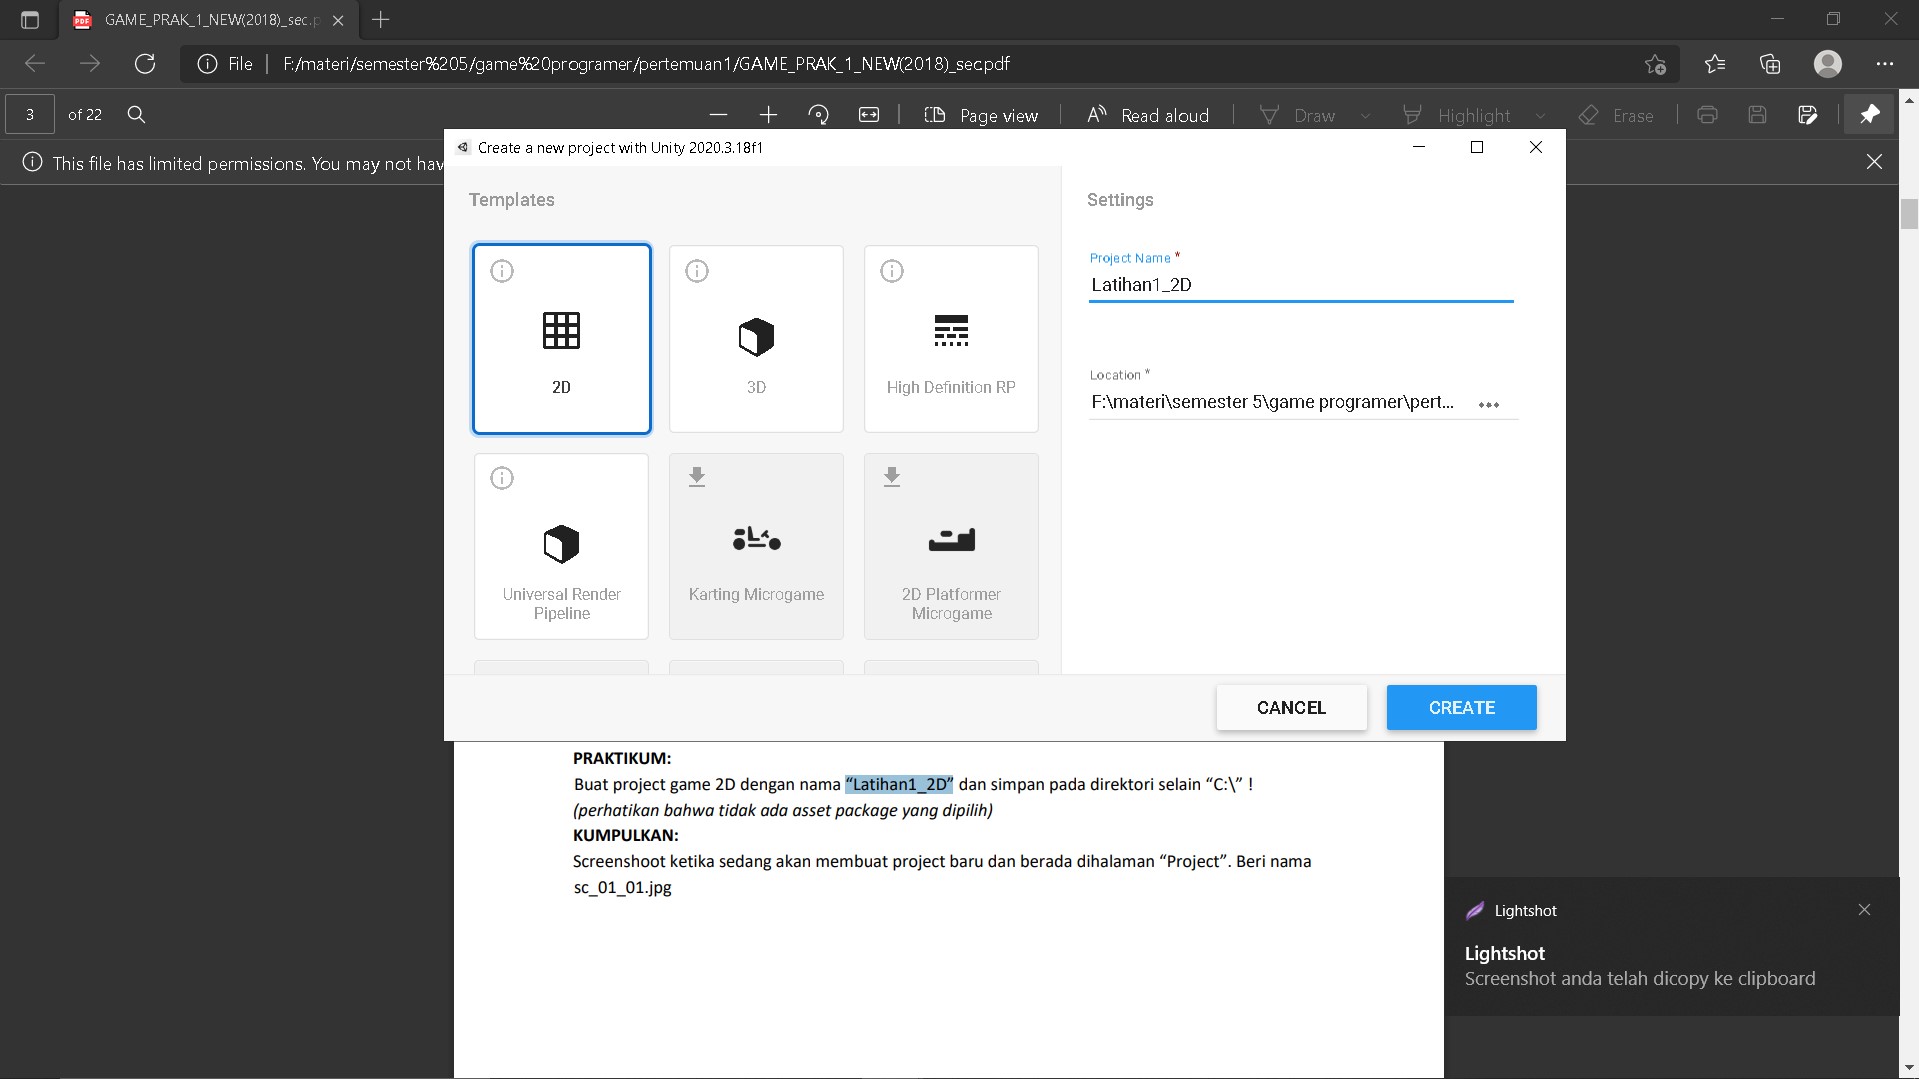 GAME_PRAK_1_NEW(2018)_sec.p
File
F:/materi/semester%205/game%20programer/pertemuan1/GAME_PRAK_1_NEW(2018)_sec.pdf
3 of 22
Page view
Read aloud
Draw
Highlight
Erase
This file has limited permissions. You may not hav
Create a new project with Unity 2020.3.18f1
Templates
Settings
2D
3D
High Definition RP
Project Name *
Latihan1_2D
Location *
F:\materi\semester 5\game programer\pert...
Universal Render
Pipeline
Karting Microgame
2D Platformer
Microgame
CANCEL
CREATE
PRAKTIKUM:
Buat project game 2D dengan nama “Latihan1_2D” dan simpan pada direktori selain “C:\” !
(perhatikan bahwa tidak ada asset package yang dipilih)
KUMPULKAN:
Screenshoot ketika sedang akan membuat project baru dan berada dihalaman “Project”. Beri nama
sc_01_01.jpg
Lightshot
Lightshot
Screenshot anda telah dicopy ke clipboard